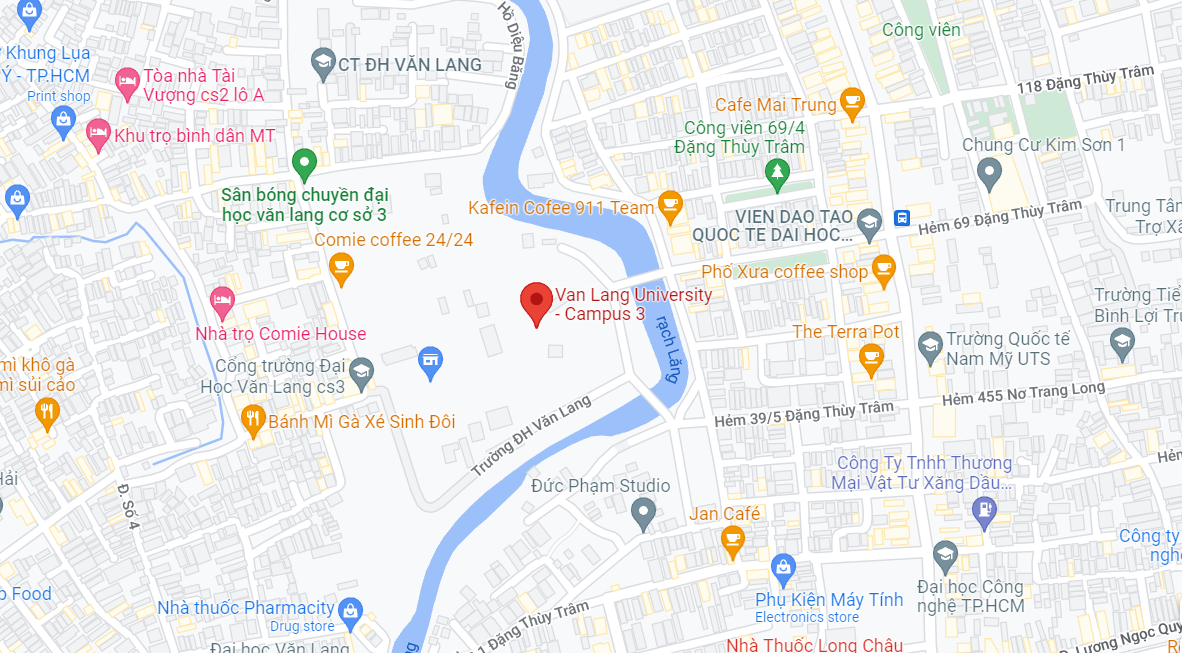 Công viên
Hồ Diệu Băng
Khung Lụa
Ý - TP.HCM
Print shop
CT ĐH VĂN LANG
Tòa nhà Tài
Vượng cs2 lô A
118 Đặng Thùy Trâm
Cafe Mai Trung
Khu trọ bình dân MT
Công viên 69/4
Đặng Thùy Trâm
Chung Cư Kim Sơn 1
Sân bóng chuyền đại
học văn lang cơ sở 3
Kafein Cofee 911 Team
VIEN DAO TAO
QUOC TE DAI HOC...
Hẻm 69 Đặng Thùy Trâm
Trung Tân
Trợ Xã
Comie coffee 24/24
Phố Xưa coffee shop
Van Lang University
- Campus 3
Trường Tiể
Bình Lợi Tru
Nhà trọ Comie House
rạch Lăng
The Terra Pot
Trường Quốc tế
Nam Mỹ UTS
mì khô gà
mì sủi cảo
Cổng trường Đại
Học Văn Lang cs3
Hẻm 455 Nơ Trang Long
Bánh Mì Gà Xé Sinh Đôi
Trường ĐH Văn Lang
Hẻm 39/5 Đặng Thùy Trâm
Hẻm
Hải
Đ. Số 4
Công Ty Tnhh Thương
Mại Vật Tư Xăng Dầu...
Đức Phạm Studio
Jan Café
Công ty
nghệ
Food
Nhà thuốc Pharmacity
Drug store
Phụ Kiện Máy Tính
Electronics store
Đại học Công
nghệ TP.HCM
1 Đặng Thùy Trâm
Đại học Văn Lang
Nhà Thuốc Long Châu
Lương Ngọc Quy